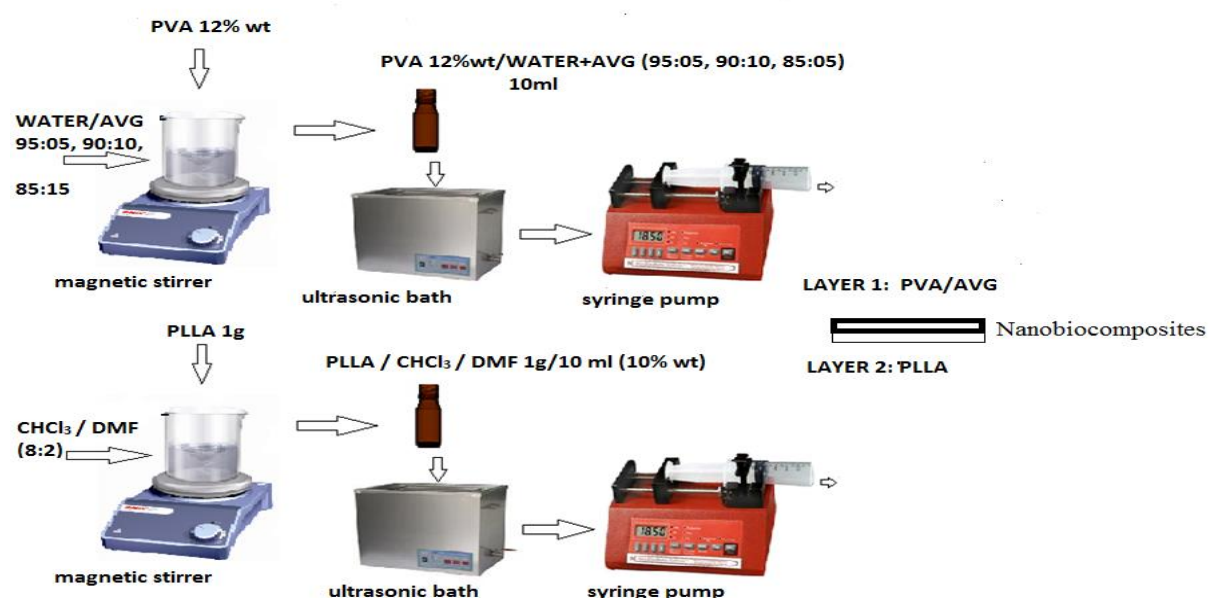 PVA 12% wt
PVA 12%wt/WATER+AVG (95:05, 90:10, 85:05)
10ml
WATER/AVG
95:05, 90:10,
85:15
1850
magnetic stirrer
ultrasonic bath
syringe pump
LAYER 1: PVA/AVG
Nanobiocomposites
LAYER 2: PLLA
PLLA 1g
PLLA / CHCl₃ / DMF 1g/10 ml (10% wt)
CHCl₃ / DMF
(8:2)
1850
magnetic stirrer
ultrasonic bath
syringe pump